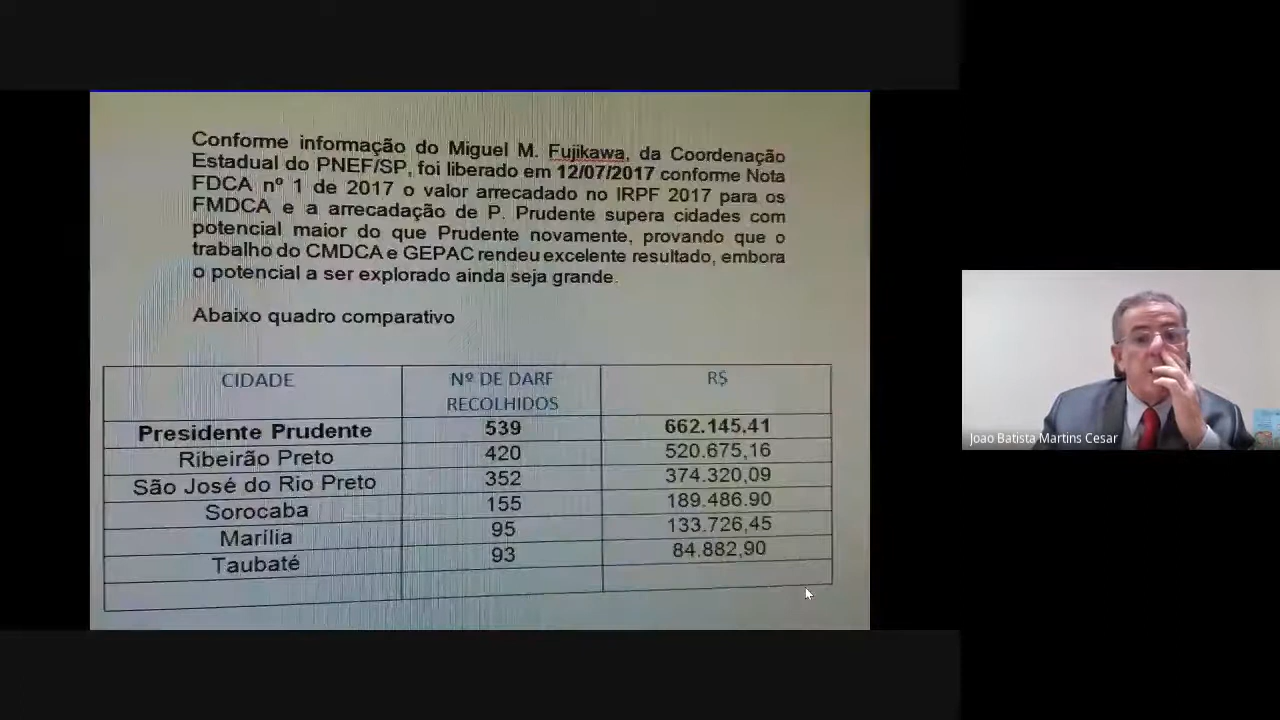 Conforme informação do Miguel M. Fujikawa, da Coordenação
Estadual do PNEF/SP, foi liberado em 12/07/2017 conforme Nota
FDCA nº 1 de 2017 o valor arrecadado no IRPF 2017 para os
FMDCA e a arrecadação de P. Prudente supera cidades com
potencial maior do que Prudente novamente, provando que o
trabalho do CMDCA e GEPAC rendeu excelente resultado, embora
o potencial a ser explorado ainda seja grande.
Abaixo quadro comparativo
CIDADE Nº DE DARF RECOLHIDOS R$
Presidente Prudente 539 662.145,41
Ribeirão Preto 420 520.675,16
São José do Rio Preto 352 374.320,09
Sorocaba 155 189.486.90
Marília 95 133.726,45
Taubaté 93 84.882,90
Joao Batista Martins Cesar